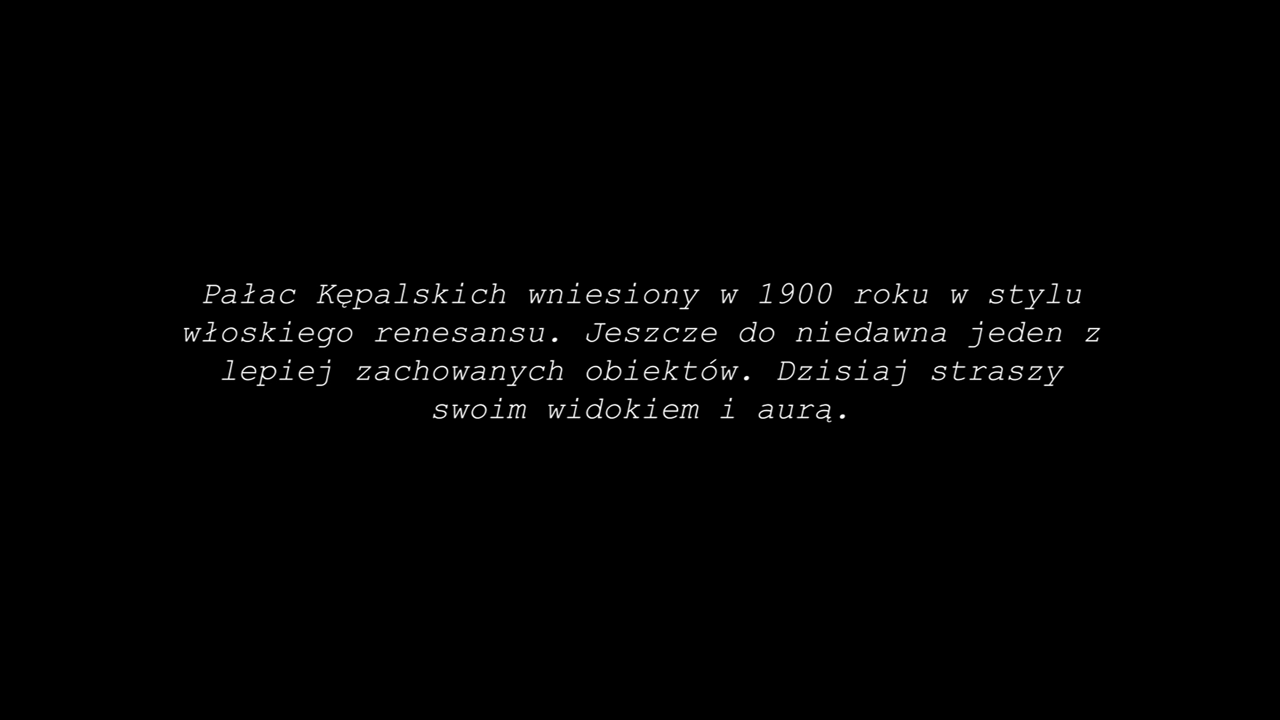 Pałac Kępalskich wniesiony w 1900 roku w stylu
włoskiego renesansu. Jeszcze do niedawna jeden z
lepiej zachowanych obiektów. Dzisiaj straszy
swoim widokiem i aurą.